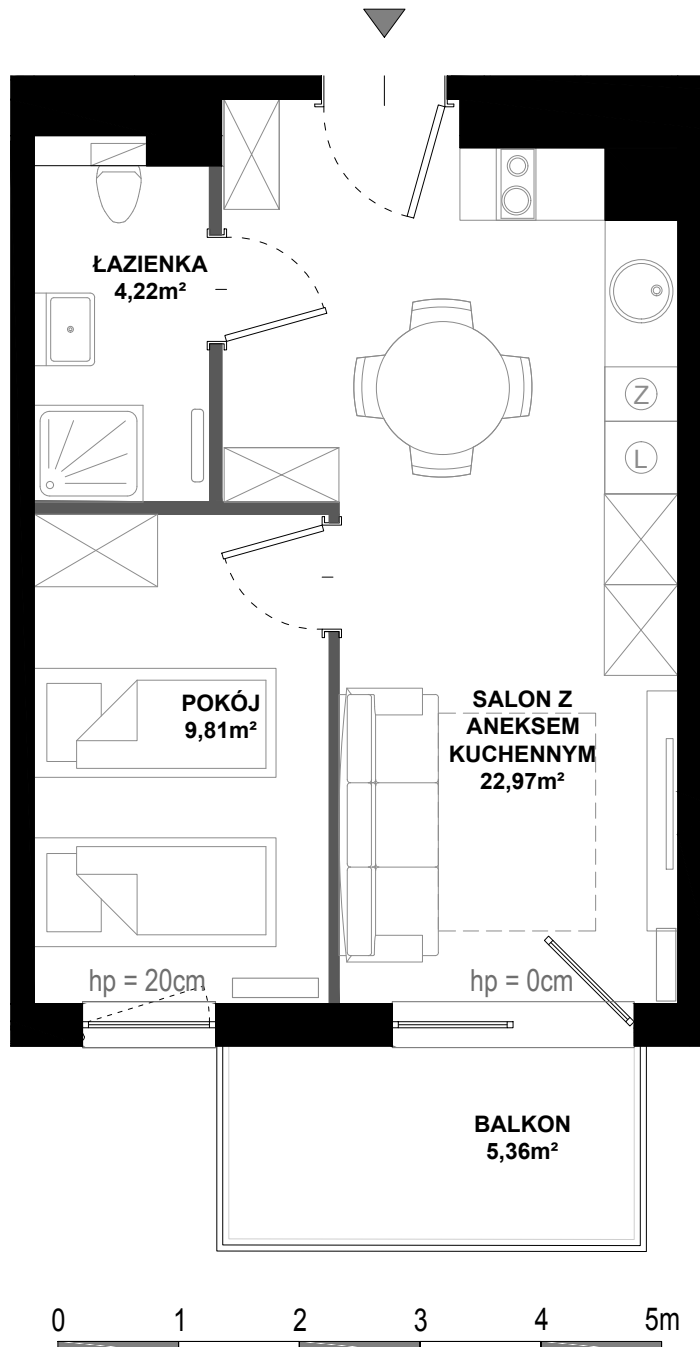 ŁAZIENKA
4,22m²
Z
L
POKÓJ
9,81m²
SALON Z
ANEKSEM
KUCHENNYM
22,97m²
hp = 20cm
hp = 0cm
BALKON
5,36m²
0 1 2 3 4 5m